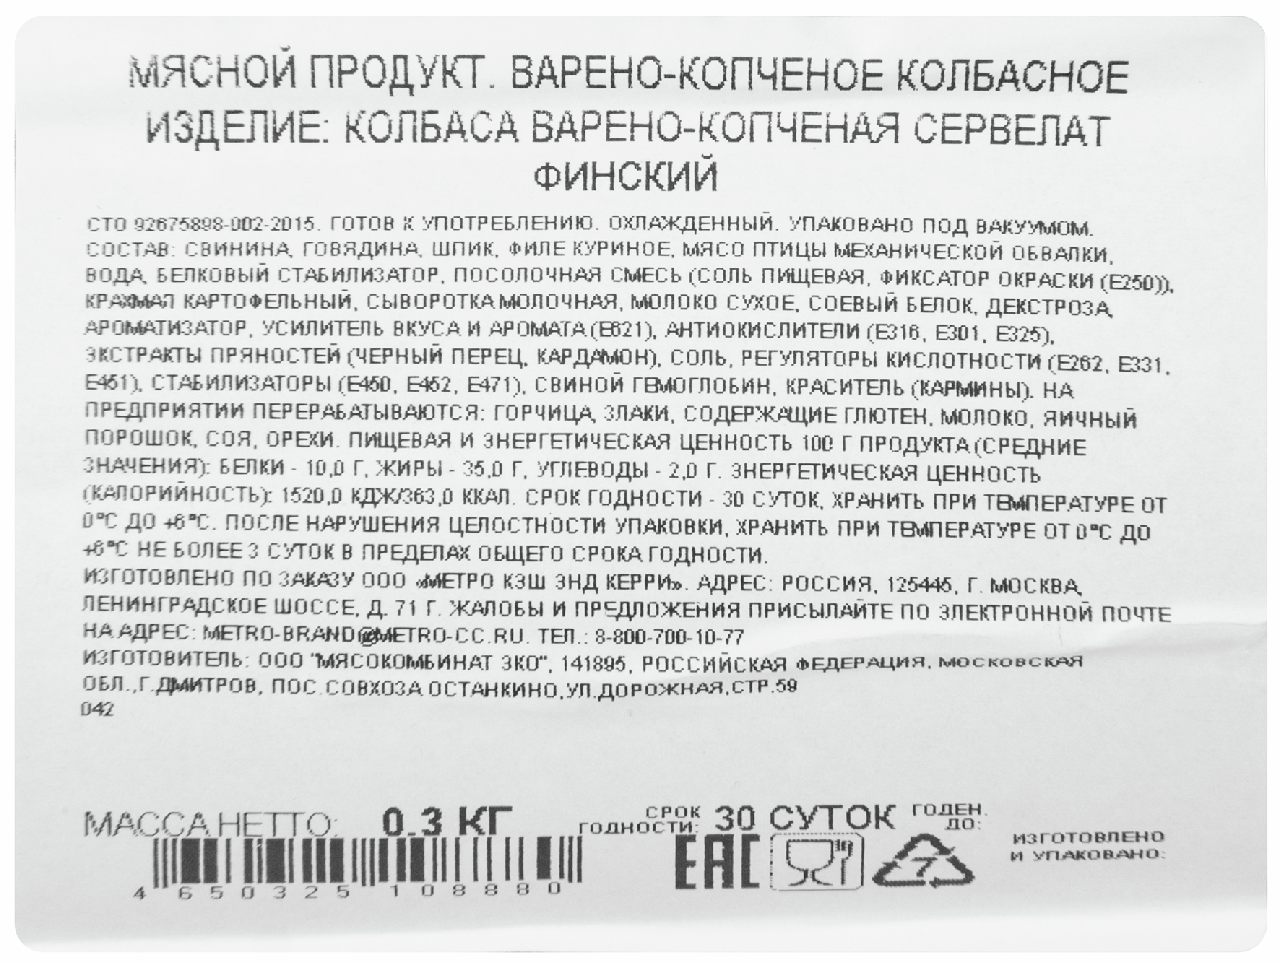 МЯСНОЙ ПРОДУКТ. ВАРЕНО-КОПЧЕНОЕ КОЛБАСНОЕ
ИЗДЕЛИЕ: КОЛБАСА ВАРЕНО-КОПЧЕНАЯ СЕРВЕЛАТ
ФИНСКИЙ
СТО 92675898-002-2015. ГОТОВ К УПОТРЕБЛЕНИЮ. ОХЛАЖДЕННЫЙ. УПАКОВАНО ПОД ВАКУУМОМ.
СОСТАВ: СВИНИНА, ГОВЯДИНА, ШПИК, ФИЛЕ КУРИНОЕ, МЯСО ПТИЦЫ МЕХАНИЧЕСКОЙ ОБВАЛКИ,
ВОДА, БЕЛКОВЫЙ СТАБИЛИЗАТОР, ПОСОЛОЧНАЯ СМЕСЬ (СОЛЬ ПИЩЕВАЯ, ФИКСАТОР ОКРАСКИ (Е250)),
КРАХМАЛ КАРТОФЕЛЬНЫЙ, СЫВОРОТКА МОЛОЧНАЯ, МОЛОКО СУХОЕ, СОЕВЫЙ БЕЛОК, ДЕКСТРОЗА,
АРОМАТИЗАТОР, УСИЛИТЕЛЬ ВКУСА И АРОМАТА (Е621), АНТИОКИСЛИТЕЛИ (Е316, Е301, Е325),
ЭКСТРАКТЫ ПРЯНОСТЕЙ (ЧЕРНЫЙ ПЕРЕЦ, КАРДАМОН), СОЛЬ, РЕГУЛЯТОРЫ КИСЛОТНОСТИ (Е262, Е331,
Е451), СТАБИЛИЗАТОРЫ (Е450, Е452, Е471), СВИНОЙ ГЕМОГЛОБИН, КРАСИТЕЛЬ (КАРМИНЫ). НА
ПРЕДПРИЯТИИ ПЕРЕРАБАТЫВАЮТСЯ: ГОРЧИЦА, ЗЛАКИ, СОДЕРЖАЩИЕ ГЛЮТЕН, МОЛОКО, ЯИЧНЫЙ
ПОРОШОК, СОЯ, ОРЕХИ. ПИЩЕВАЯ И ЭНЕРГЕТИЧЕСКАЯ ЦЕННОСТЬ 100 Г ПРОДУКТА (СРЕДНИЕ
ЗНАЧЕНИЯ): БЕЛКИ - 10,0 Г, ЖИРЫ - 35,0 Г, УГЛЕВОДЫ - 2,0 Г. ЭНЕРГЕТИЧЕСКАЯ ЦЕННОСТЬ
(КАЛОРИЙНОСТЬ): 1520,0 КДЖ/363,0 ККАЛ. СРОК ГОДНОСТИ - 30 СУТОК, ХРАНИТЬ ПРИ ТЕМПЕРАТУРЕ ОТ
0°С ДО +6°С. ПОСЛЕ НАРУШЕНИЯ ЦЕЛОСТНОСТИ УПАКОВКИ, ХРАНИТЬ ПРИ ТЕМПЕРАТУРЕ ОТ 0°С ДО
+6°С НЕ БОЛЕЕ 3 СУТОК В ПРЕДЕЛАХ ОБЩЕГО СРОКА ГОДНОСТИ.
ИЗГОТОВЛЕНО ПО ЗАКАЗУ ООО «МЕТРО КЭШ ЭНД КЕРРИ». АДРЕС: РОССИЯ, 125445, Г. МОСКВА,
ЛЕНИНГРАДСКОЕ ШОССЕ, Д. 71 Г. ЖАЛОБЫ И ПРЕДЛОЖЕНИЯ ПРИСЫЛАЙТЕ ПО ЭЛЕКТРОННОЙ ПОЧТЕ
НА АДРЕС: METRO-BRAND@METRO-CC.RU. ТЕЛ.: 8-800-700-10-77
ИЗГОТОВИТЕЛЬ: ООО "МЯСОКОМБИНАТ ЭКО", 141895, РОССИЙСКАЯ ФЕДЕРАЦИЯ, МОСКОВСКАЯ
ОБЛ.,Г.ДМИТРОВ, ПОС.СОВХОЗА ОСТАНКИНО,УЛ.ДОРОЖНАЯ,СТР.59
042
МАССА НЕТТО: 0.3 КГ СРОК ГОДНОСТИ: 30 СУТОК ГОДЕН ДО:
ИЗГОТОВЛЕНО
И УПАКОВАНО:
ЕАС 7
4 650325 108880